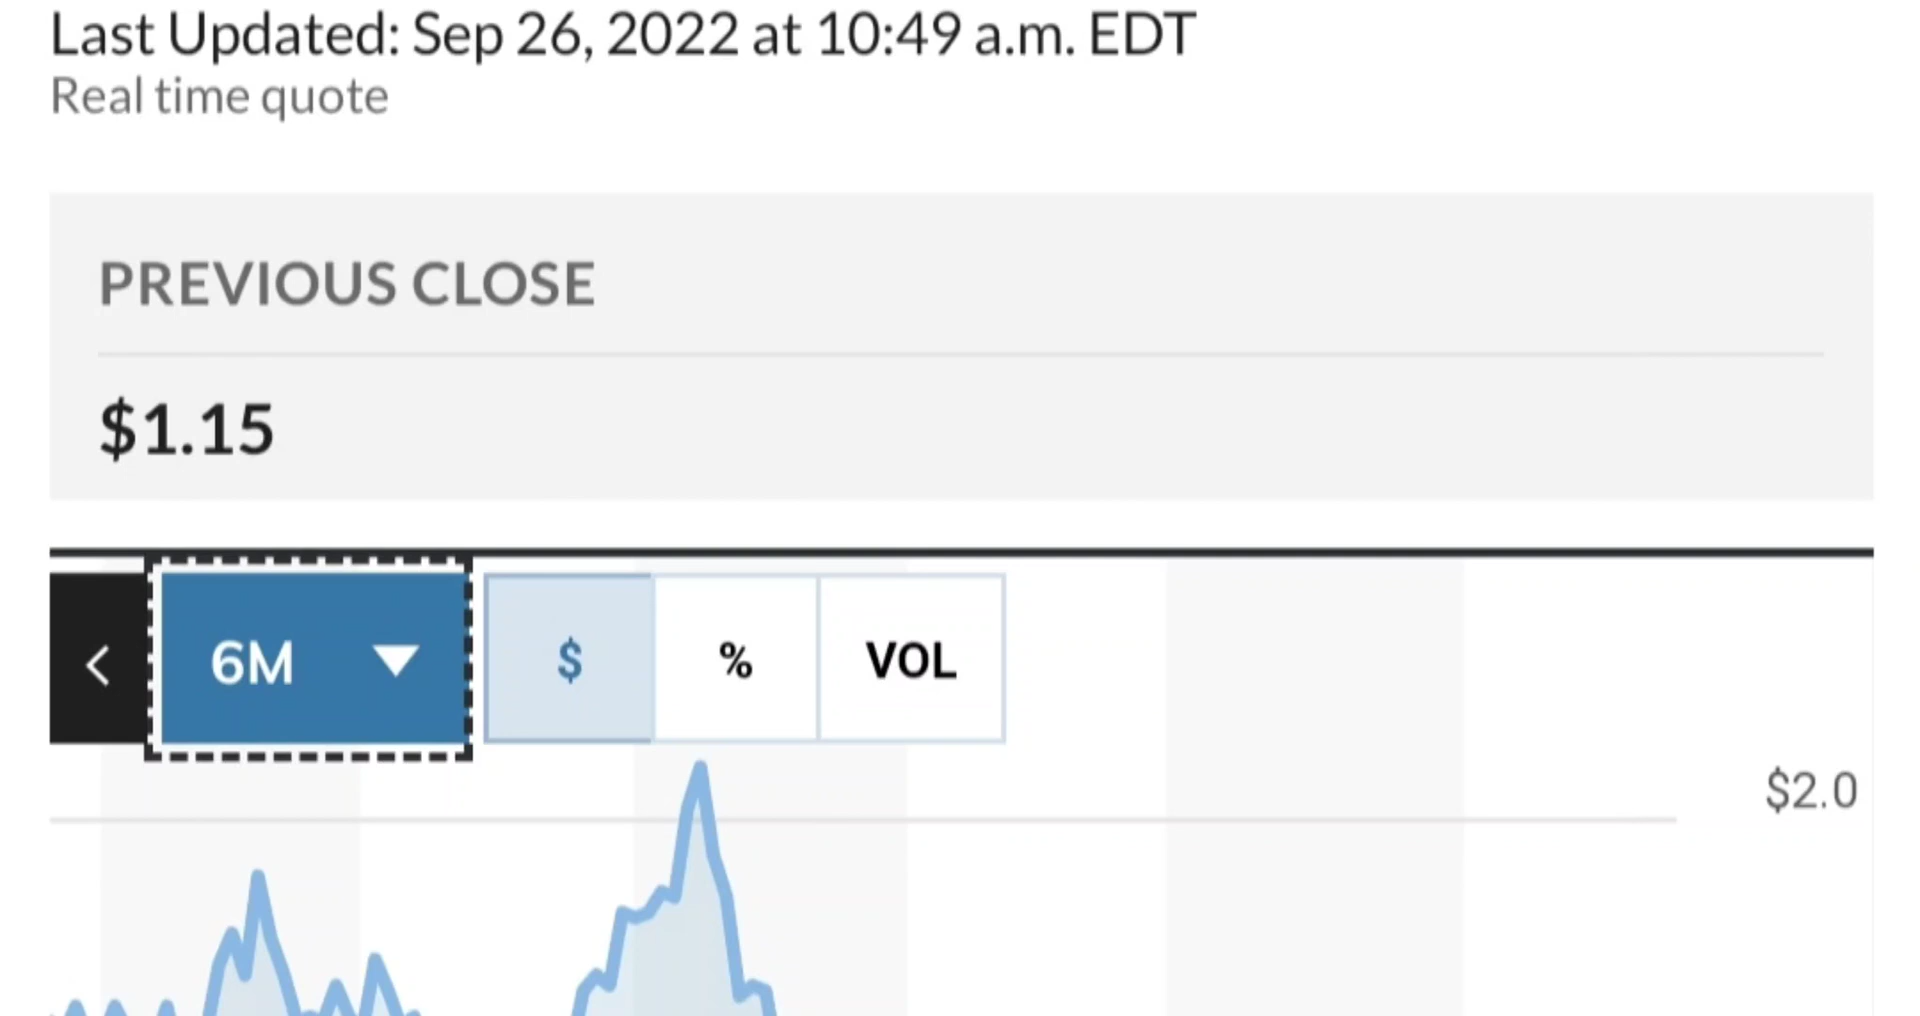 Last Updated: Sep 26, 2022 at 10:49 a.m. EDT
Real time quote
PREVIOUS CLOSE
$1.15
6M $ % VOL
$2.0